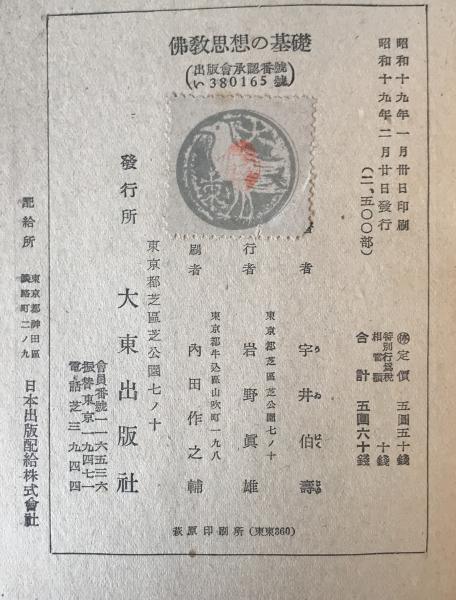 佛敎思想の基礎
(出版會承認番號
い380165號)
昭和十九年一月卅日印刷
昭和十九年二月廿日發行
(二、五〇〇部)
定價 五圓五十錢
特別行爲稅
相當額 十錢
合計 五圓六十錢
者 宇井伯壽
東京都芝區芝公園七ノ十
行者 岩野眞雄
東京都牛込區山吹町一九八
刷者 內田作之輔
東京都芝區芝公園七ノ十
發行所 大東出版社
會員番號一一六五三六
振替東京一九四七一
電話芝三九四四
配給所 東京都神田區
淡路町二ノ九 日本出版配給株式會社
萩原印刷所(東東360)